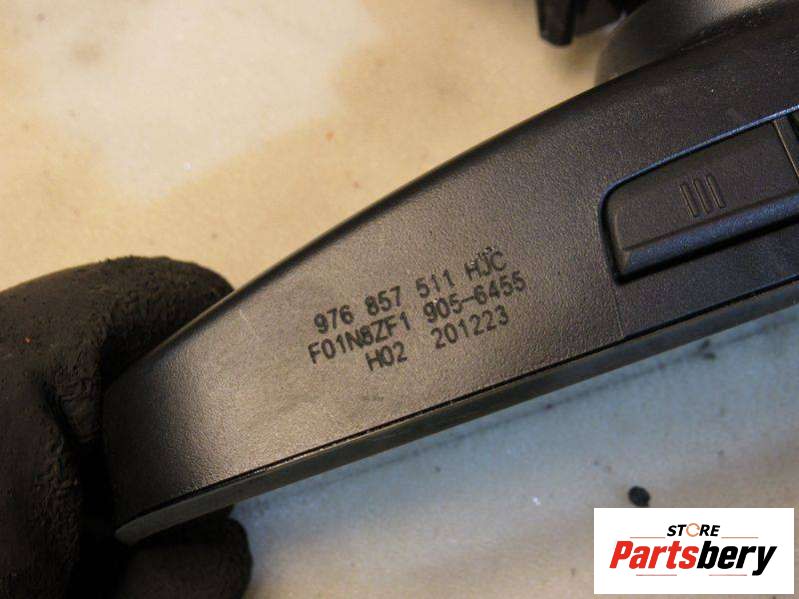 976 857 511 HJC
F01N8ZF1 905-6455
H02 201223
STORE
Partsbery